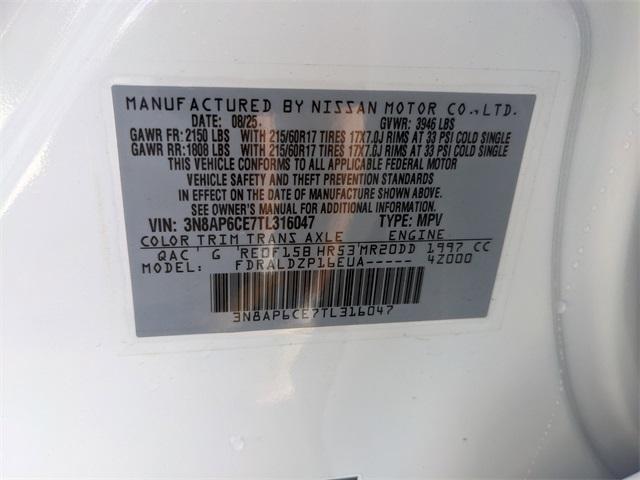 MANUFACTURED BY NISSAN MOTOR CO., LTD.
DATE: 08/25 GVWR: 3946 LBS
GAWR FR: 2150 LBS WITH 215/60R17 TIRES 17X7.0J RIMS AT 33 PSI COLD SINGLE
GAWR RR: 1808 LBS WITH 215/60R17 TIRES 17X7.0J RIMS AT 33 PSI COLD SINGLE
THIS VEHICLE CONFORMS TO ALL APPLICABLE FEDERAL MOTOR
VEHICLE SAFETY AND THEFT PREVENTION STANDARDS
IN EFFECT ON THE DATE OF MANUFACTURE SHOWN ABOVE.
SEE OWNER'S MANUAL FOR ADDITIONAL INFORMATION.
VIN: 3N8AP6CE7TL316047 TYPE: MPV
COLOR TRIM TRANS AXLE ENGINE
QAC G RE0F15B HR53 MR20DD 1997 CC
MODEL: FDRALDZP16EUA----- 4Z000
3N8AP6CE7TL316047